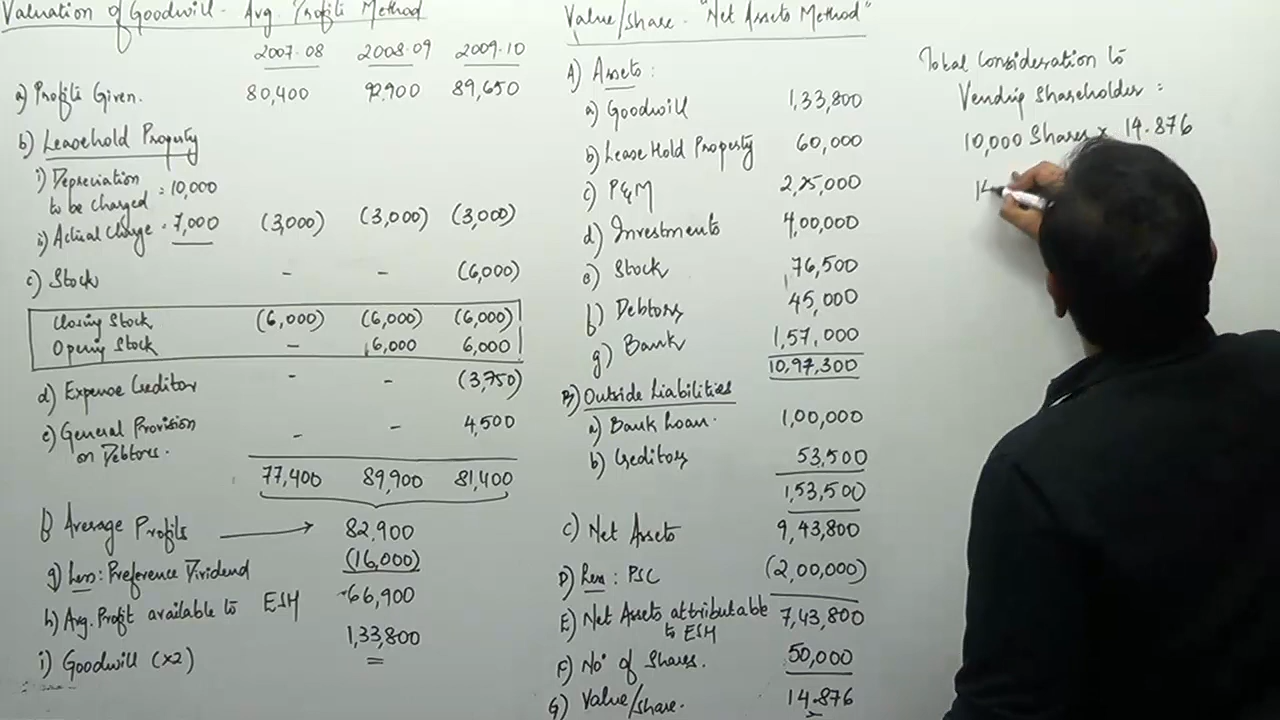 Valuation of Goodwill - Avg. Profits Method
2007-08 2008-09 2009-10
a) Profits Given. 80,400 92,900 89,650
b) Leasehold Property
i) Depreciation to be charged = 10,000
ii) Actual Charge = 7,000 (3,000) (3,000) (3,000)
c) Stock - - (6,000)
Closing Stock (6,000) (6,000) (6,000)
Opening Stock - 6,000 6,000
d) Expense Creditor - - (3,750)
e) General Provision on Debtors. - - 4,500
77,400 89,900 81,400
f) Average Profits → 82,900
g) Less: Preference Dividend (16,000)
h) Avg. Profit available to ESH 66,900
i) Goodwill (x2) 1,33,800
Value/Share - "Net Assets Method"
A) Assets:
a) Goodwill 1,33,800
b) Lease Hold Property 60,000
c) P&M 2,25,000
d) Investments 4,00,000
e) Stock 76,500
f) Debtors 45,000
g) Bank 1,57,000
10,97,300
B) Outside Liabilities
a) Bank Loan. 1,00,000
b) Creditors 53,500
1,53,500
C) Net Assets 9,43,800
D) Less: PSC (2,00,000)
E) Net Assets attributable to ESH 7,43,800
F) No of Shares. 50,000
G) Value/share. 14.876
Total Consideration to
Vending Shareholder:
10,000 Shares x 14.876
14